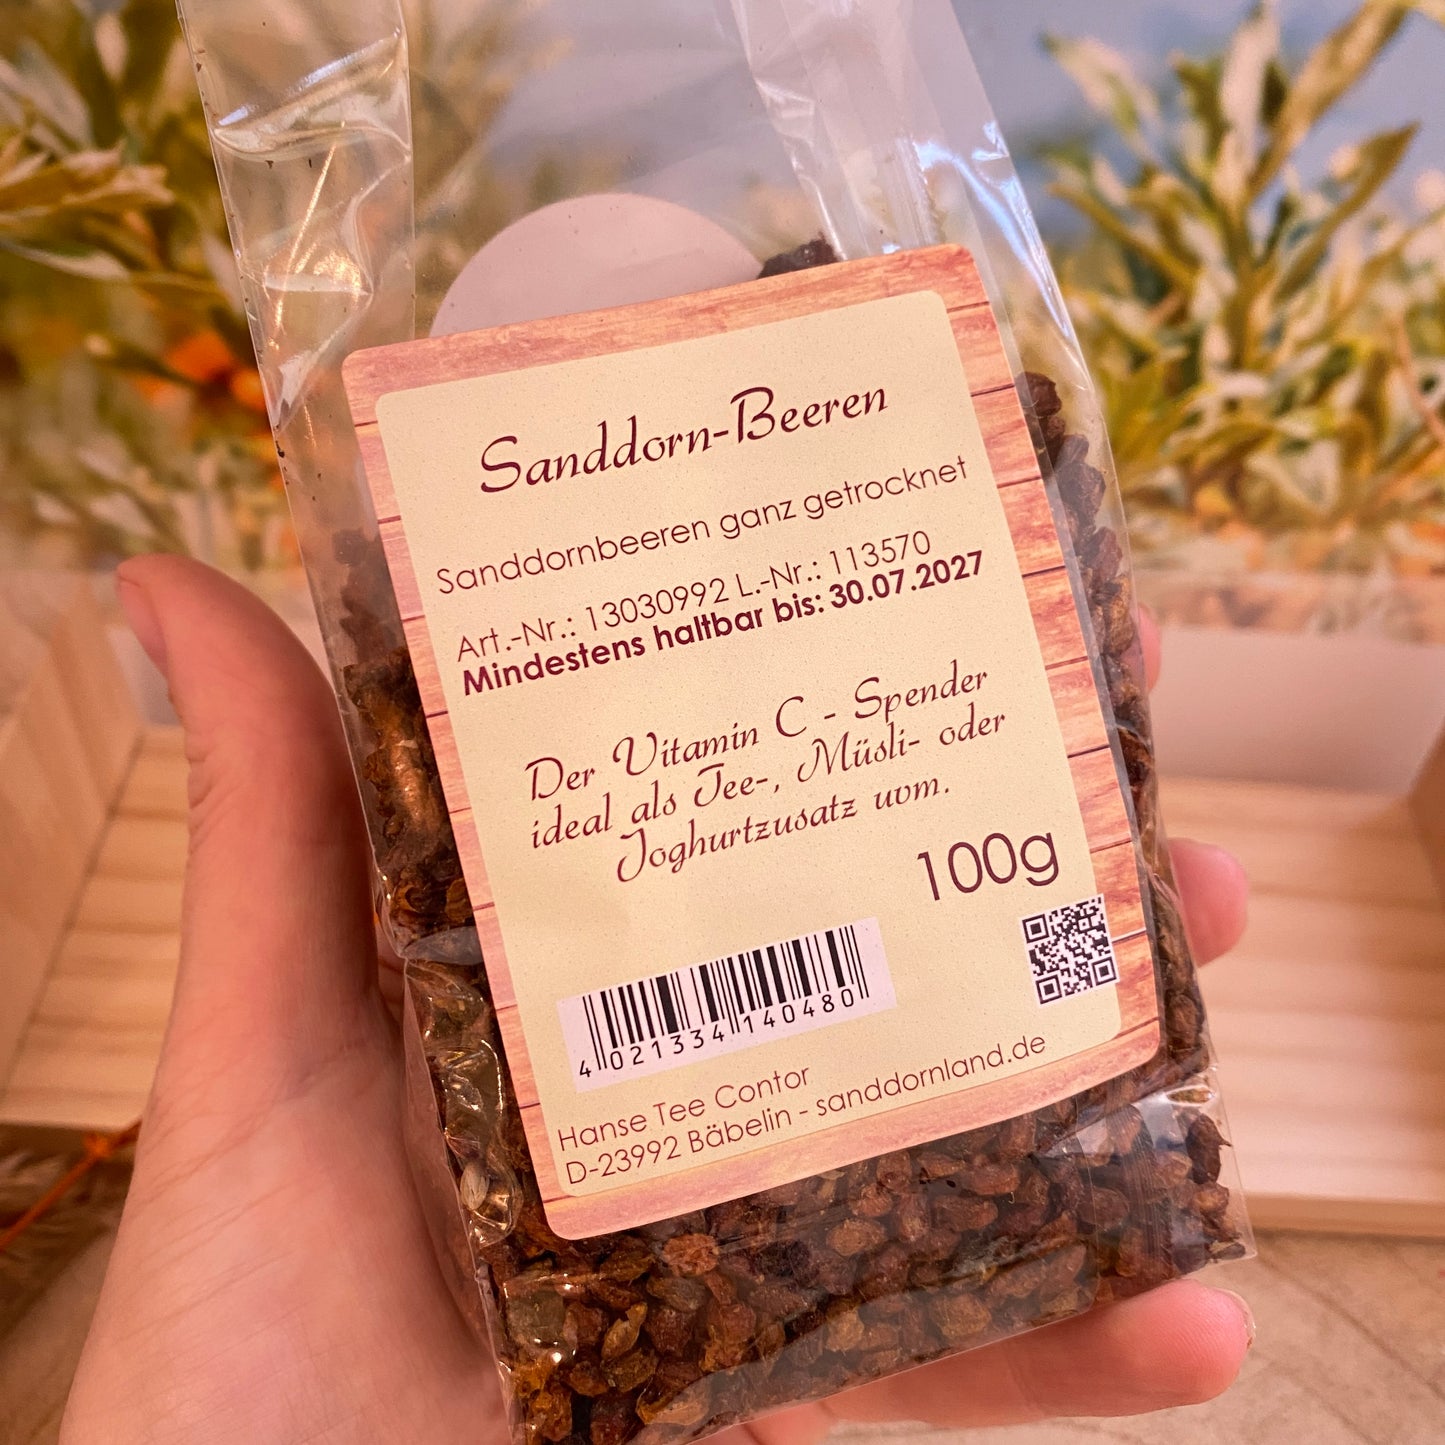 Sanddorn-Beeren
Sanddornbeeren ganz getrocknet
Art.-Nr.: 13030992 L.-Nr.: 113570
Mindestens haltbar bis: 30.07.2027
Der Vitamin C - Spender
ideal als Tee-, Müsli- oder
Joghurtzusatz uvm.
100g
4 021334 140480
Hanse Tee Contor
D-23992 Bäbelin - sanddornland.de